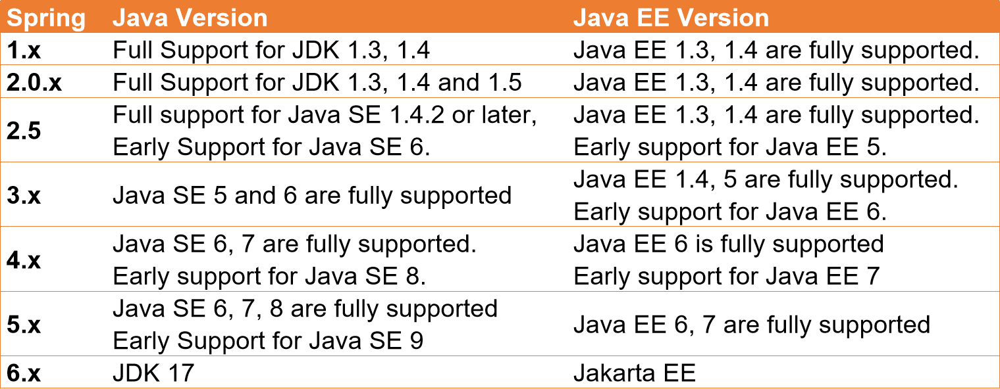 Spring Java Version Java EE Version
1.x Full Support for JDK 1.3, 1.4 Java EE 1.3, 1.4 are fully supported.
2.0.x Full Support for JDK 1.3, 1.4 and 1.5 Java EE 1.3, 1.4 are fully supported.
2.5 Full support for Java SE 1.4.2 or later, Java EE 1.3, 1.4 are fully supported.
Early Support for Java SE 6. Early support for Java EE 5.
3.x Java SE 5 and 6 are fully supported Java EE 1.4, 5 are fully supported.
Early support for Java EE 6.
4.x Java SE 6, 7 are fully supported. Java EE 6 is fully supported
Early support for Java SE 8. Early support for Java EE 7
5.x Java SE 6, 7, 8 are fully supported Java EE 6, 7 are fully supported
Early Support for Java SE 9
6.x JDK 17 Jakarta EE